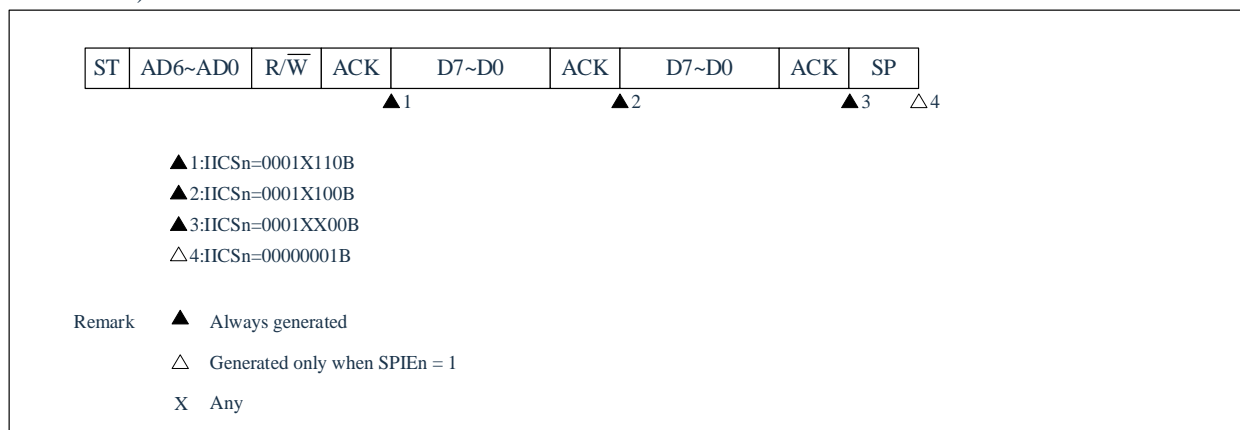 ST AD6~AD0 R/W̅ ACK D7~D0 ACK D7~D0 ACK SP
▲1 ▲2 ▲3 △4
▲1:IICSn=0001X110B
▲2:IICSn=0001X100B
▲3:IICSn=0001XX00B
△4:IICSn=00000001B
Remark ▲ Always generated
△ Generated only when SPIEn = 1
X Any